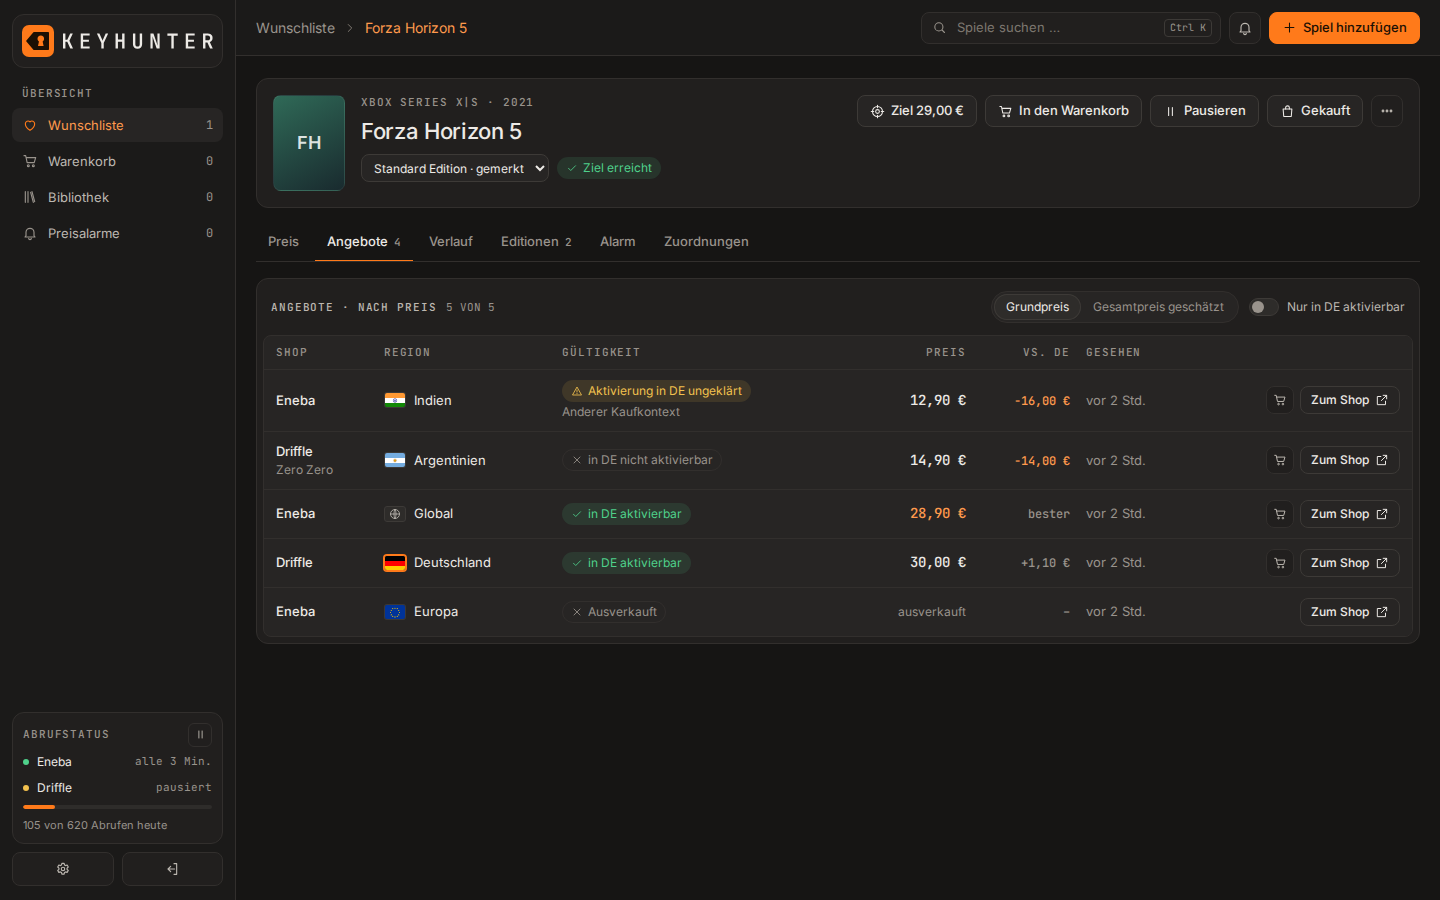 KEYHUNTER
ÜBERSICHT
Wunschliste 1
Warenkorb 0
Bibliothek 0
Preisalarme 0
ABRUFSTATUS
Eneba alle 3 Min.
Driffle pausiert
105 von 620 Abrufen heute
Wunschliste Forza Horizon 5
Spiele suchen ... Ctrl K
Spiel hinzufügen
FH
XBOX SERIES X|S · 2021
Forza Horizon 5
Standard Edition · gemerkt
Ziel erreicht
Ziel 29,00 €
In den Warenkorb
Pausieren
Gekauft
Preis Angebote 4 Verlauf Editionen 2 Alarm Zuordnungen
ANGEBOTE · NACH PREIS 5 VON 5
Grundpreis Gesamtpreis geschätzt Nur in DE aktivierbar
SHOP REGION GÜLTIGKEIT PREIS VS. DE GESEHEN
Eneba Indien Aktivierung in DE ungeklärt 12,90 € -16,00 € vor 2 Std. Zum Shop
Anderer Kaufkontext
Driffle Argentinien in DE nicht aktivierbar 14,90 € -14,00 € vor 2 Std. Zum Shop
Zero Zero
Eneba Global in DE aktivierbar 28,90 € bester vor 2 Std. Zum Shop
Driffle Deutschland in DE aktivierbar 30,00 € +1,10 € vor 2 Std. Zum Shop
Eneba Europa Ausverkauft ausverkauft – vor 2 Std. Zum Shop